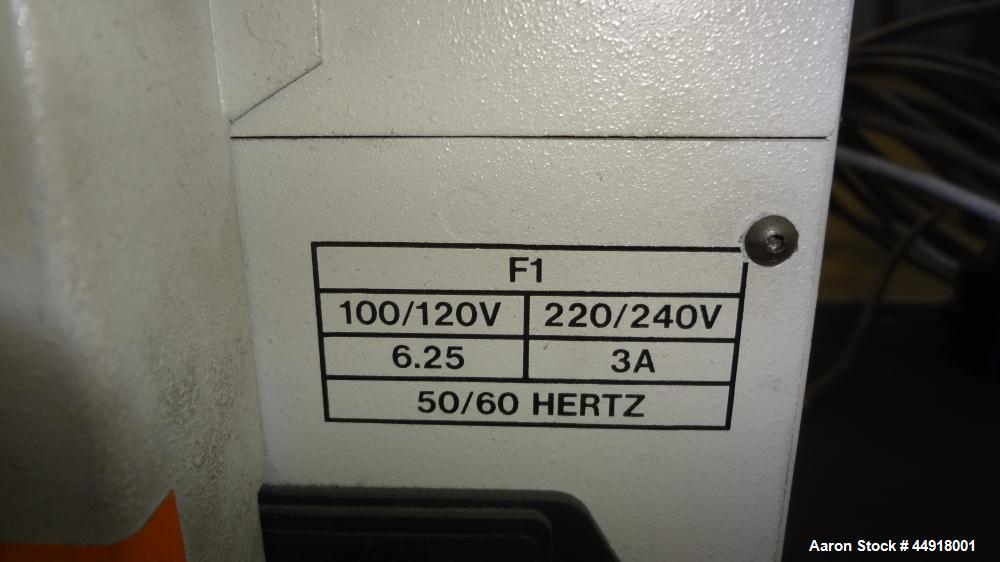 F1
100/120V 220/240V
6.25 3A
50/60 HERTZ
Aaron Stock # 44918001